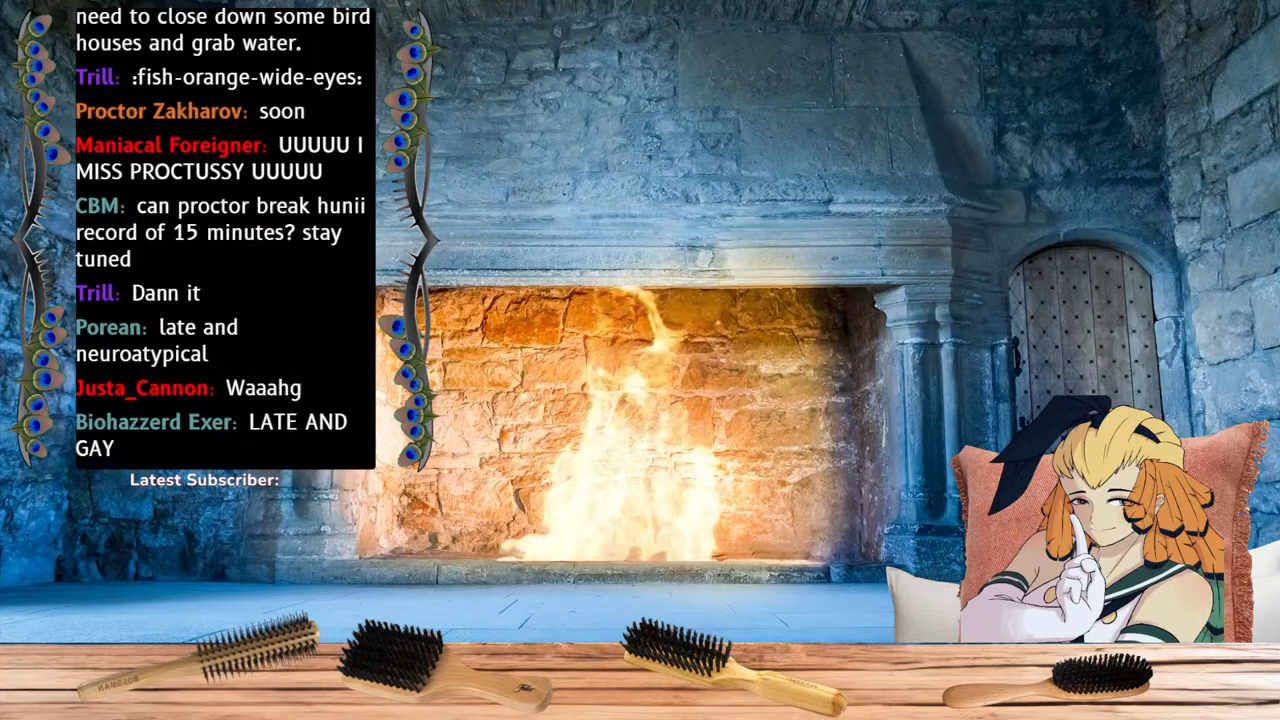 need to close down some bird
houses and grab water.
Trill: :fish-orange-wide-eyes:
Proctor Zakharov: soon
Maniacal Foreigner: UUUUU I
MISS PROCTUSSY UUUUU
CBM: can proctor break hunii
record of 15 minutes? stay
tuned
Trill: Dann it
Porean: late and
neuroatypical
Justa_Cannon: Waaahg
Biohazzerd Exer: LATE AND
GAY
Latest Subscriber: